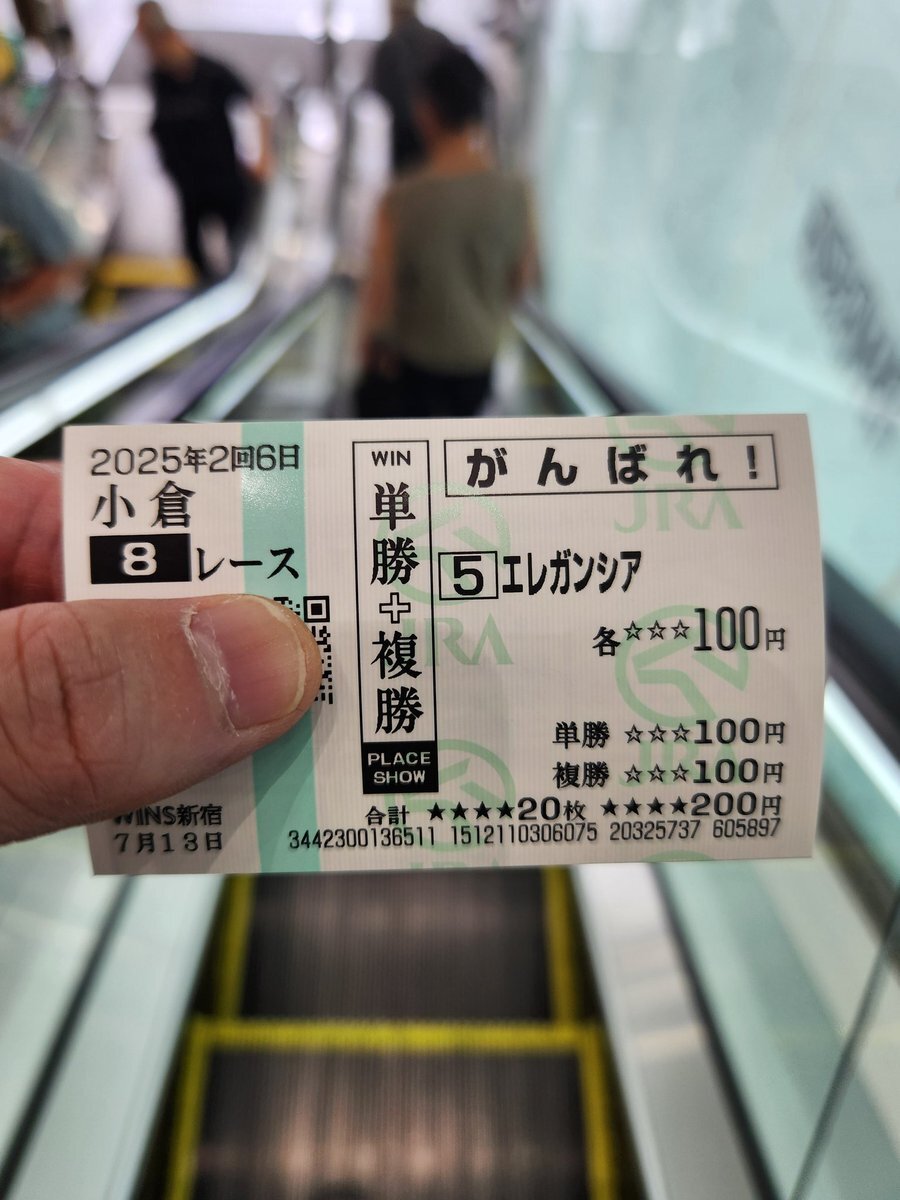 2025年2回6日
小倉
8レース
WINS新宿
7月13日
WIN
単勝+複勝
PLACE
SHOW
がんばれ!
5エレガンシア
各☆☆☆100円
単勝 ☆☆☆100円
複勝 ☆☆☆100円
合計 ★★★★20枚 ★★★★200円
3442300136511 1512110306075 20325737 605897
JRA
JRA
JRA